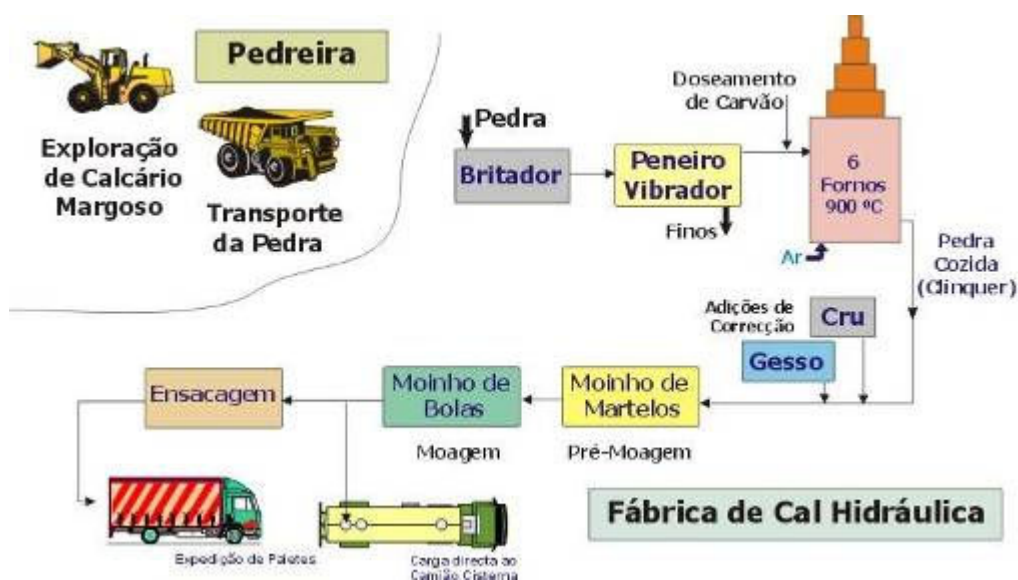 Pedreira
Exploração
de Calcário
Margoso
Transporte
da Pedra
Pedra
Britador
Peneiro
Vibrador
Finos
Doseamento
de Carvão
6
Fornos
900 ºC
Ar
Pedra
Cozida
(Clinquer)
Adições de
Correcção
Cru
Gesso
Moinho de
Martelos
Pré-Moagem
Moinho de
Bolas
Moagem
Ensacagem
Expedição de Paletes
Carga directa ao
Camião Cisterna
Fábrica de Cal Hidráulica